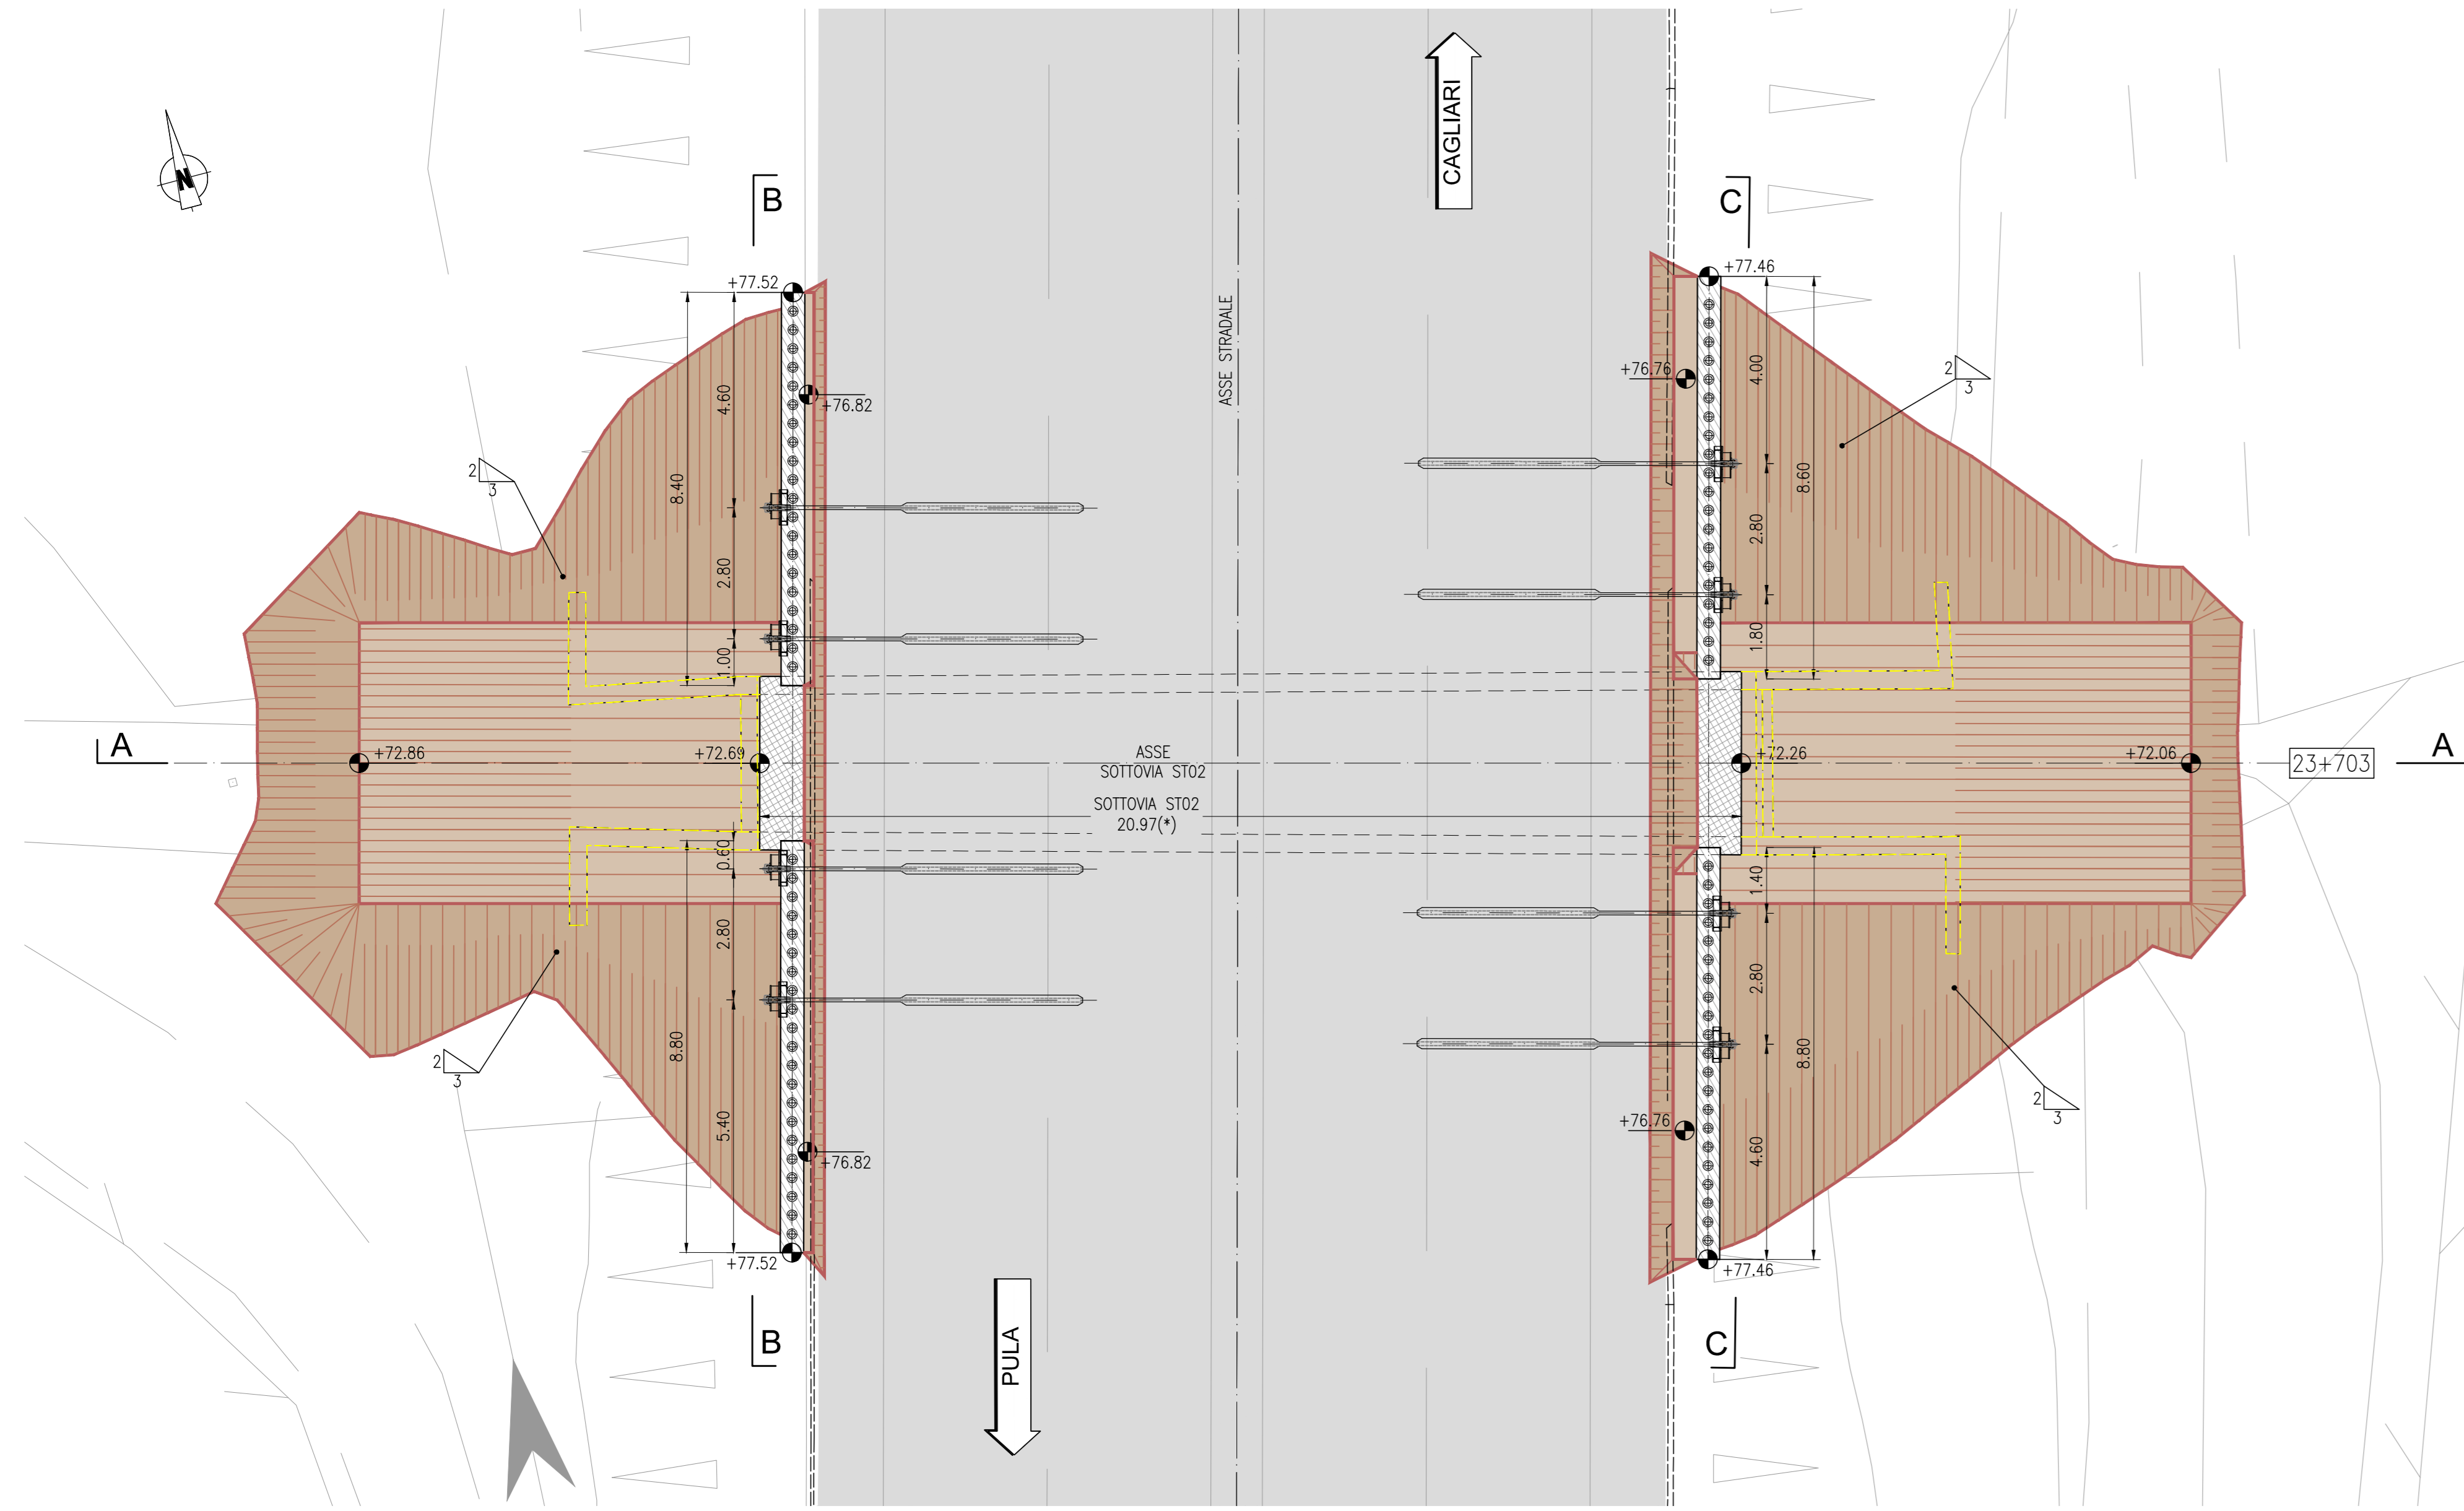 CAGLIARI
N
B
C
+77.52
+77.46
4.60
8.40
2.80
1.00
+76.82
ASSE STRADALE
+76.76
4.00
8.60
2.80
1.80
2
3
2
3
A
+72.86
+72.69
ASSE
SOTTOVIA ST02
SOTTOVIA ST02
20.97(*)
+72.26
+72.06
23+703
A
0.60
2.80
8.80
5.40
1.40
2.80
8.80
4.60
2
3
2
3
+76.82
+76.76
+77.52
+77.46
B
C
PULA